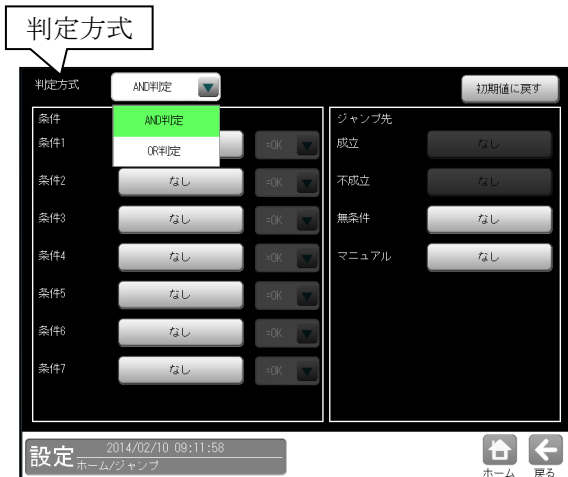 判定方式
判定方式 AND判定 初期値に戻す
AND判定
OR判定
条件
条件1 =OK
条件2 なし =OK
条件3 なし =OK
条件4 なし =OK
条件5 なし =OK
条件6 なし =OK
条件7 なし =OK
ジャンプ先
成立 なし
不成立 なし
無条件 なし
マニュアル なし
設定 2014/02/10 09:11:58
ホーム/ジャンプ
ホーム 戻る